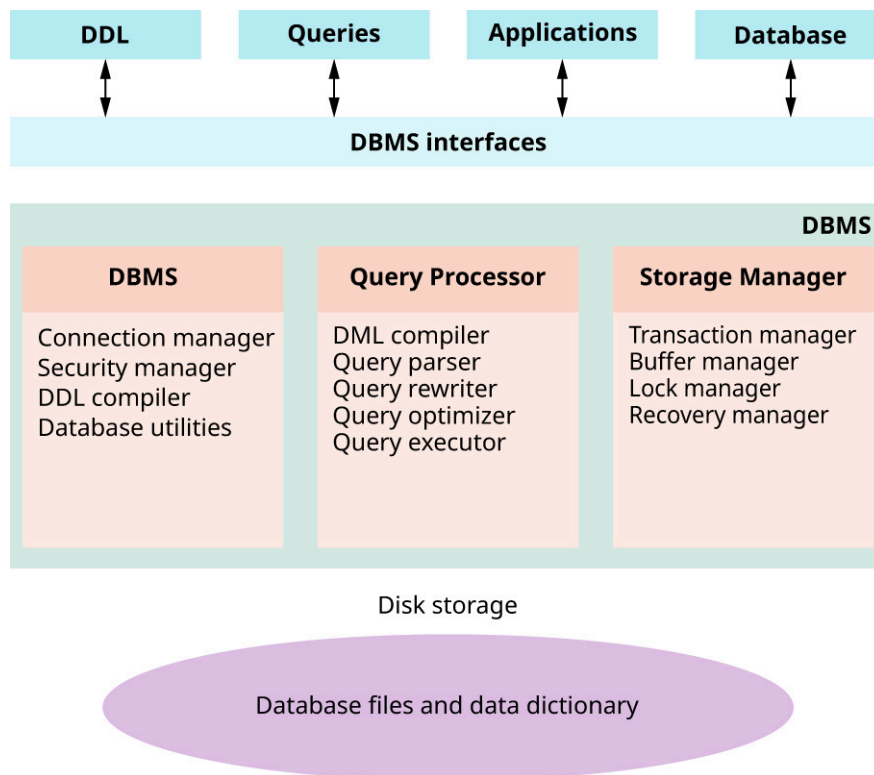 DDL
Queries
Applications
Database
DBMS interfaces
DBMS
DBMS
Connection manager
Security manager
DDL compiler
Database utilities
Query Processor
DML compiler
Query parser
Query rewriter
Query optimizer
Query executor
Storage Manager
Transaction manager
Buffer manager
Lock manager
Recovery manager
Disk storage
Database files and data dictionary